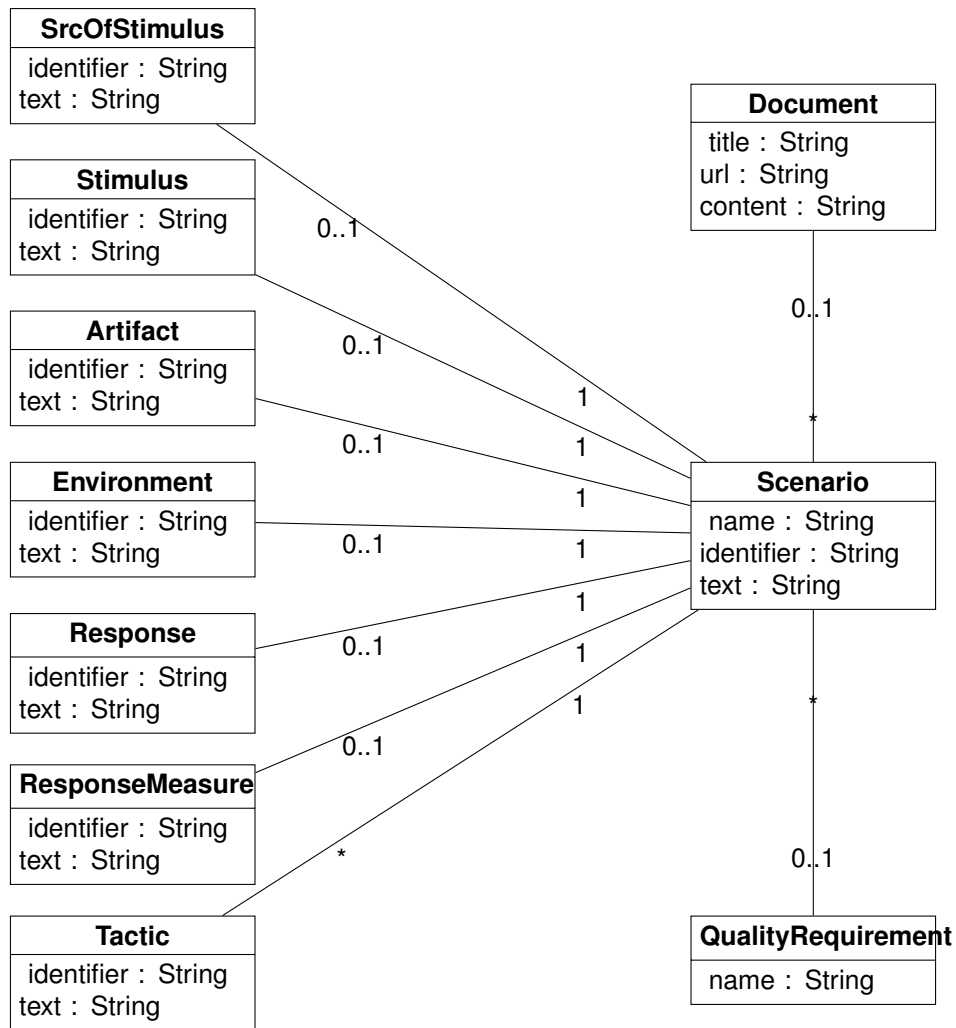 SrcOfStimulus
identifier : String
text : String
Document
title : String
url : String
content : String
Stimulus
identifier : String
text : String
0..1
0..1
Artifact
identifier : String
text : String
0..1
1
*
0..1
1
Environment
identifier : String
text : String
Scenario
name : String
identifier : String
text : String
1
0..1
1
Response
identifier : String
text : String
1
0..1
1
1
*
ResponseMeasure
identifier : String
text : String
0..1
*
0..1
Tactic
identifier : String
text : String
QualityRequirement
name : String